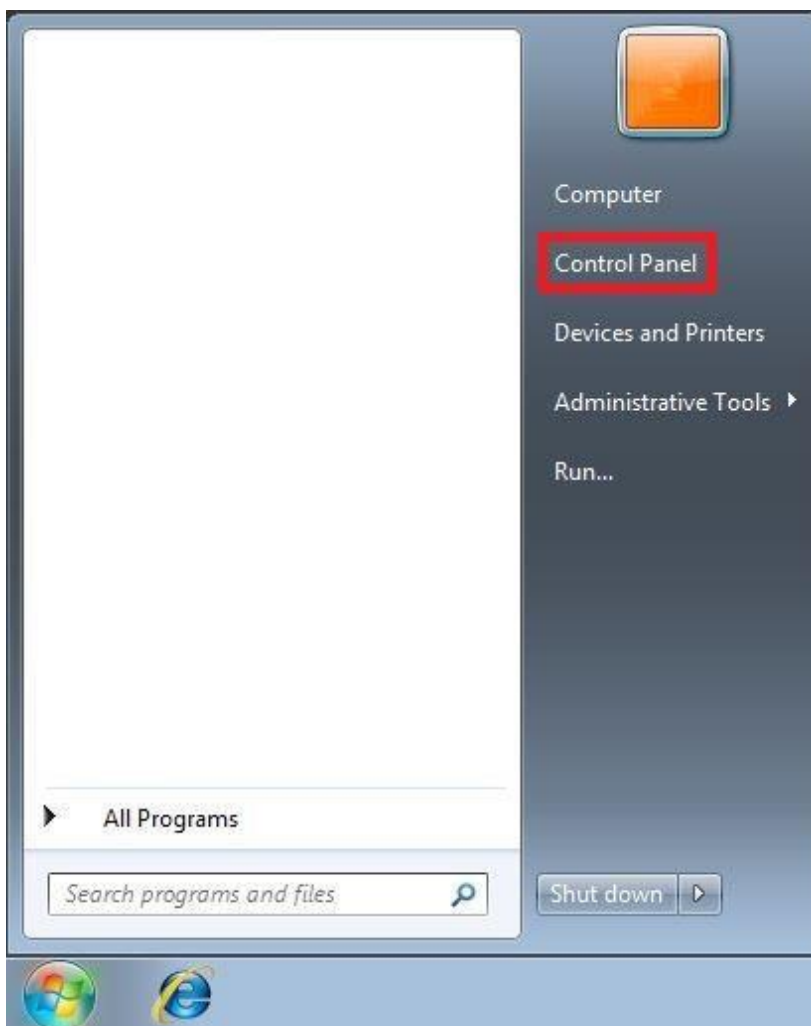 Computer
Control Panel
Devices and Printers
Administrative Tools
Run...
All Programs
Search programs and files
Shut down